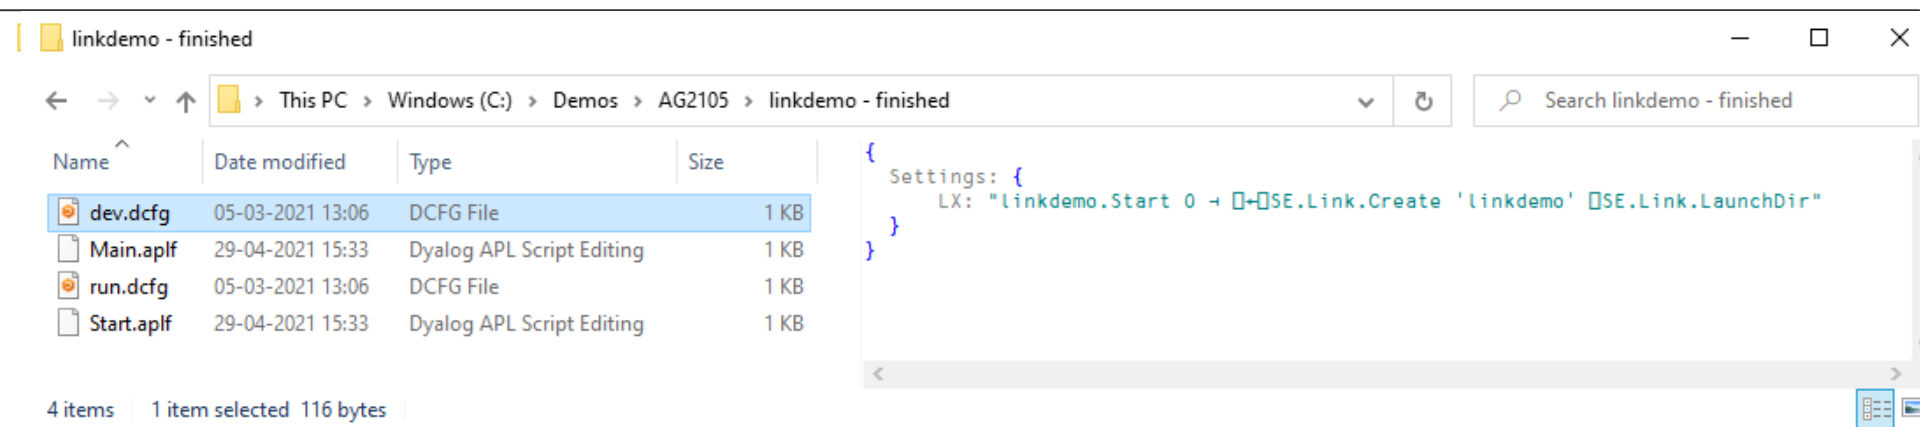 linkdemo - finished
This PC > Windows (C:) > Demos > AG2105 > linkdemo - finished
Search linkdemo - finished
Name Date modified Type Size
dev.dcfg 05-03-2021 13:06 DCFG File 1 KB
Main.aplf 29-04-2021 15:33 Dyalog APL Script Editing 1 KB
run.dcfg 05-03-2021 13:06 DCFG File 1 KB
Start.aplf 29-04-2021 15:33 Dyalog APL Script Editing 1 KB
{
Settings: {
LX: "linkdemo.Start 0 ⊣ ⎕←⎕SE.Link.Create 'linkdemo' ⎕SE.Link.LaunchDir"
}
}
4 items 1 item selected 116 bytes